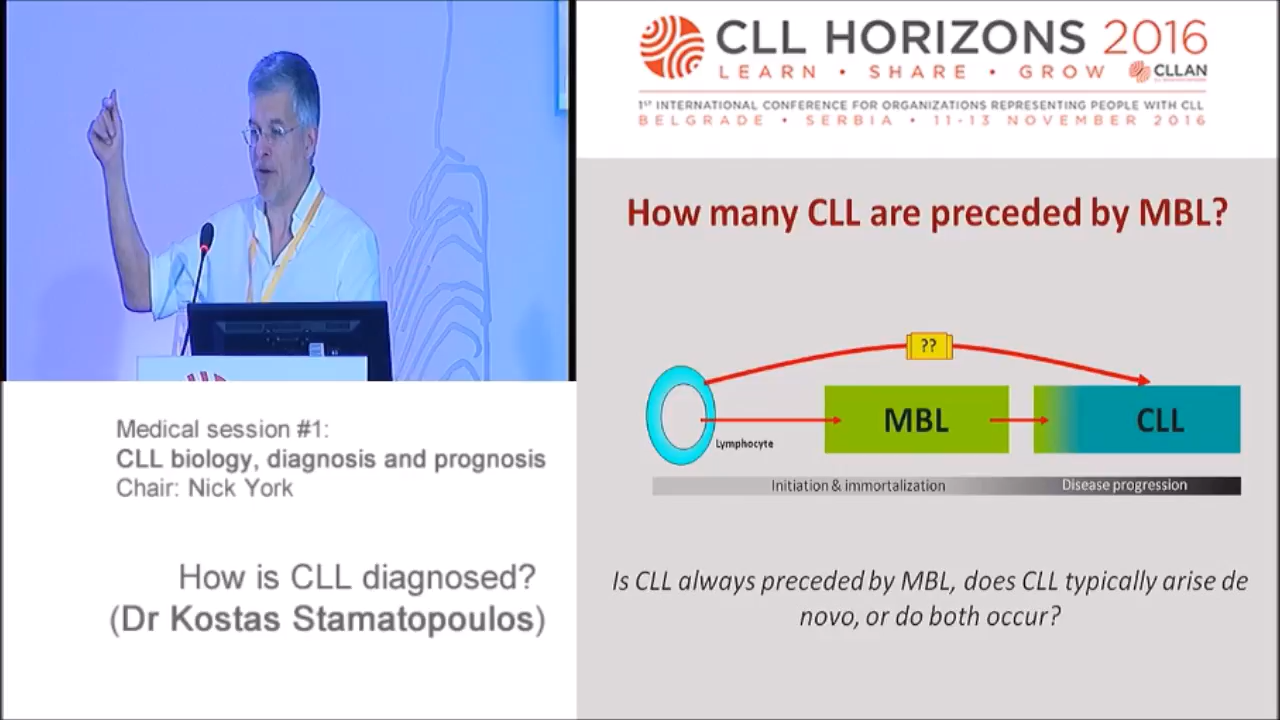 CLL HORIZONS 2016
LEARN • SHARE • GROW
CLLAN
1ST INTERNATIONAL CONFERENCE FOR ORGANIZATIONS REPRESENTING PEOPLE WITH CLL
BELGRADE • SERBIA • 11-13 NOVEMBER 2016
How many CLL are preceded by MBL?
??
MBL
CLL
Lymphocyte
Initiation & immortalization
Disease progression
Is CLL always preceded by MBL, does CLL typically arise de
novo, or do both occur?
Medical session #1:
CLL biology, diagnosis and prognosis
Chair: Nick York
How is CLL diagnosed?
(Dr Kostas Stamatopoulos)